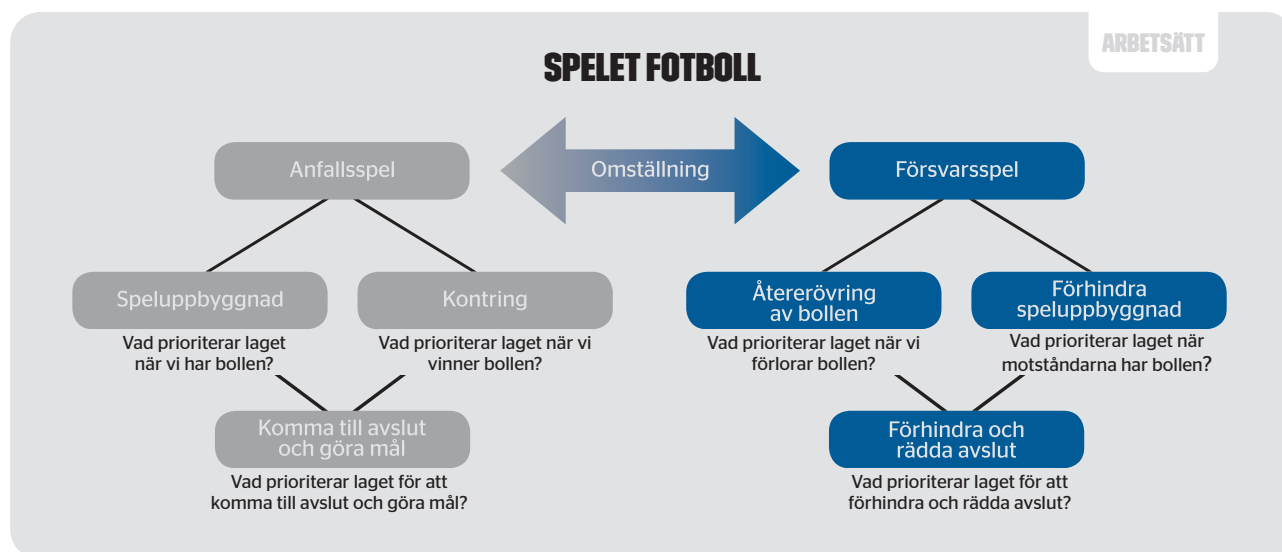 ARBETSÄTT
SPELET FOTBOLL
Anfallsspel
Omställning
Försvarsspel
Speluppbyggnad
Vad prioriterar laget
när vi har bollen?
Kontring
Vad prioriterar laget när vi
vinner bollen?
Återerövring
av bollen
Vad prioriterar laget när vi
förlorar bollen?
Förhindra
speluppbyggnad
Vad prioriterar laget när
motståndarna har bollen?
Komma till avslut
och göra mål
Vad prioriterar laget för att
komma till avslut och göra mål?
Förhindra och
rädda avslut
Vad prioriterar laget för att
förhindra och rädda avslut?